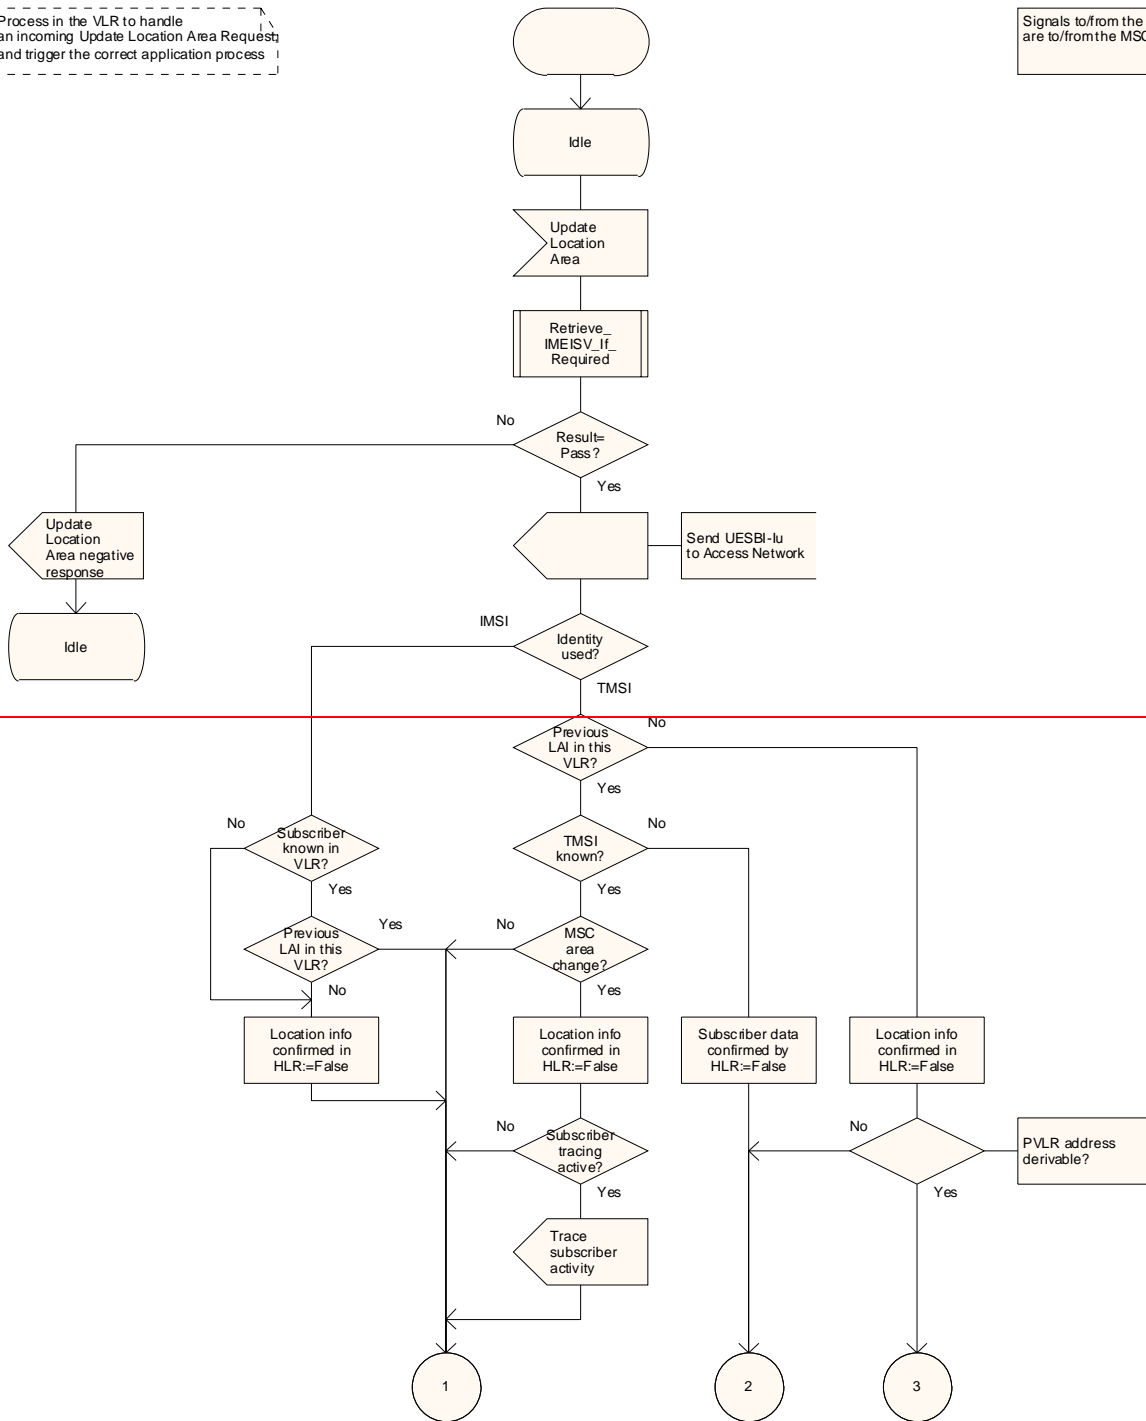 Process in the VLR to handle
an incoming Update Location Area Request
and trigger the correct application process
Signals to/from the
are to/from the MSC
Idle
Update
Location
Area
Retrieve_
IMEISV_If_
Required
No
Result=
Pass?
Yes
Update
Location
Area negative
response
Send UESBI-Iu
to Access Network
Idle
IMSI
Identity
used?
TMSI
No
Previous
LAI in this
VLR?
Yes
No
Subscriber
known in
VLR?
Yes
TMSI
known?
No
Yes
Previous
LAI in this
VLR?
Yes
No
No
MSC
area
change?
Yes
Location info
confirmed in
HLR:=False
Location info
confirmed in
HLR:=False
Subscriber data
confirmed by
HLR:=False
Location info
confirmed in
HLR:=False
No
Subscriber
tracing
active?
Yes
No
PVLR address
derivable?
Yes
Trace
subscriber
activity
1
2
3